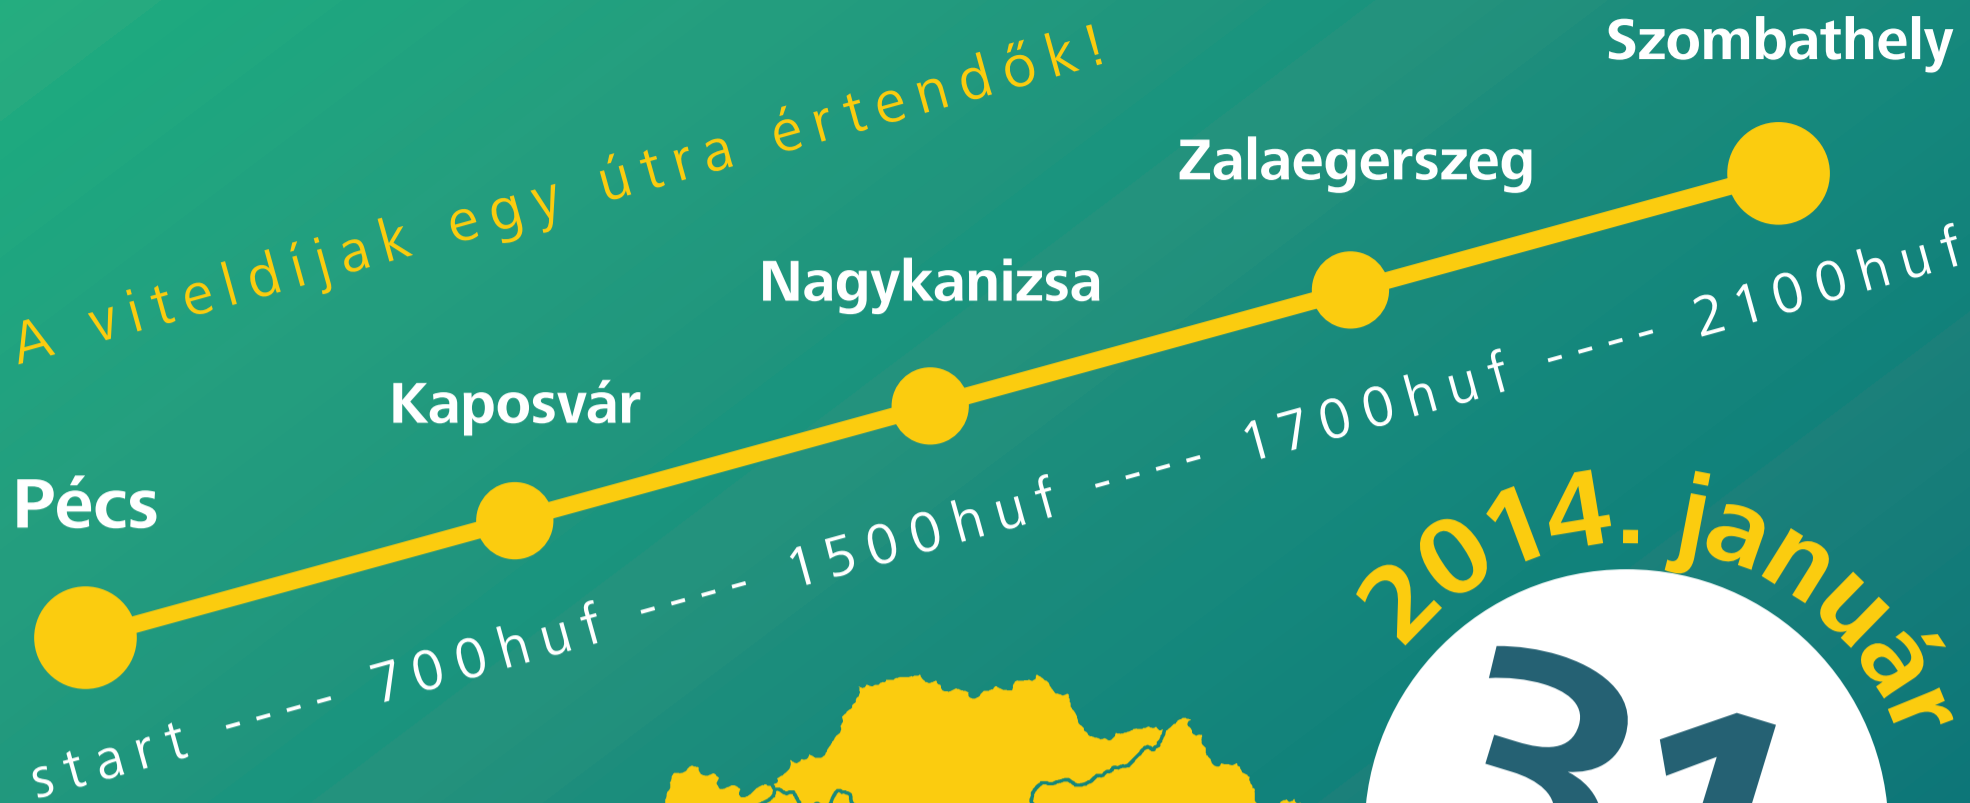 A viteldíjak egy útra értendők!
Szombathely
Zalaegerszeg
Nagykanizsa
Kaposvár
Pécs
start ---- 700huf ---- 1500huf ---- 1700huf ---- 2100huf
2014. január
31